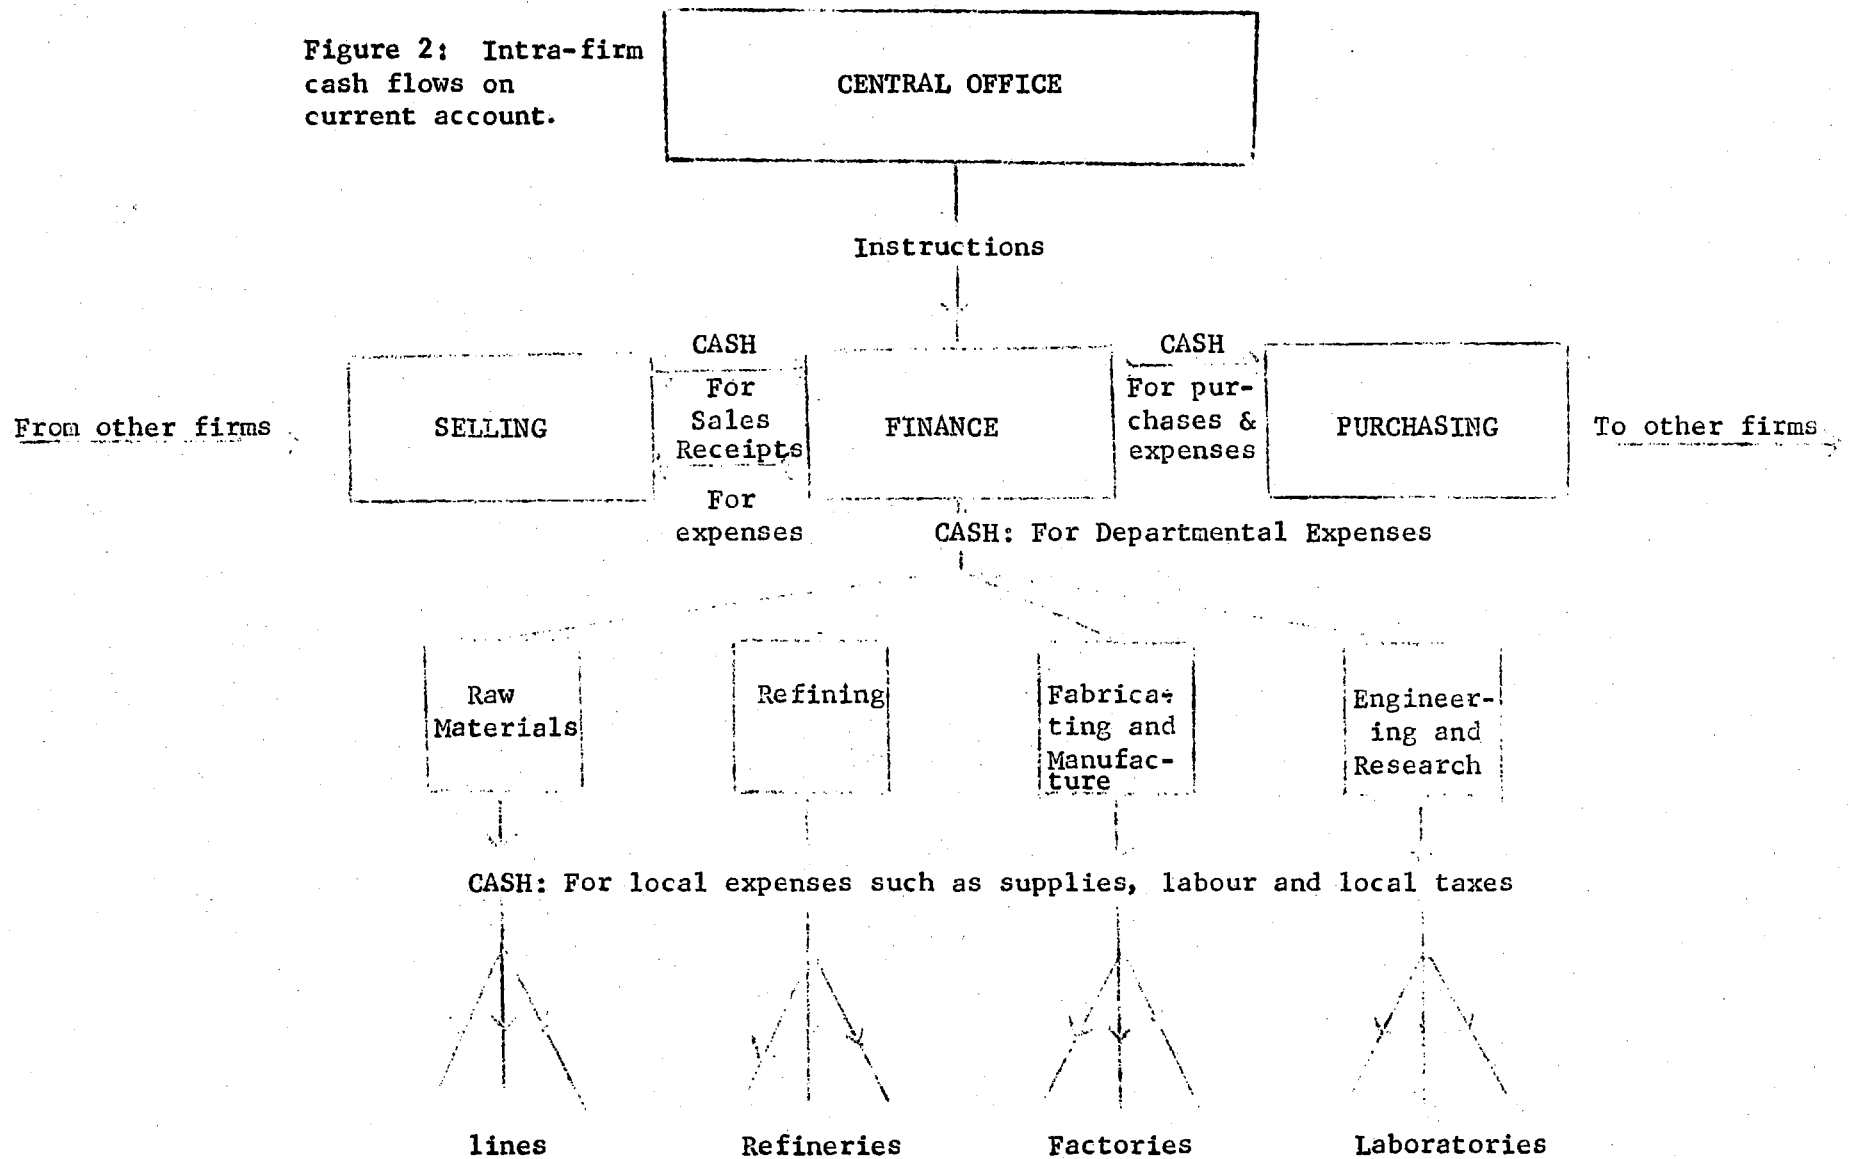 Figure 2: Intra-firm
cash flows on
current account.
CENTRAL OFFICE
Instructions
From other firms
SELLING
CASH
For
Sales
Receipts
For
expenses
FINANCE
CASH
For pur-
chases &
expenses
PURCHASING
To other firms
CASH: For Departmental Expenses
Raw
Materials
Refining
Fabrica-
ting and
Manufac-
ture
Engineer-
ing and
Research
CASH: For local expenses such as supplies, labour and local taxes
lines
Refineries
Factories
Laboratories